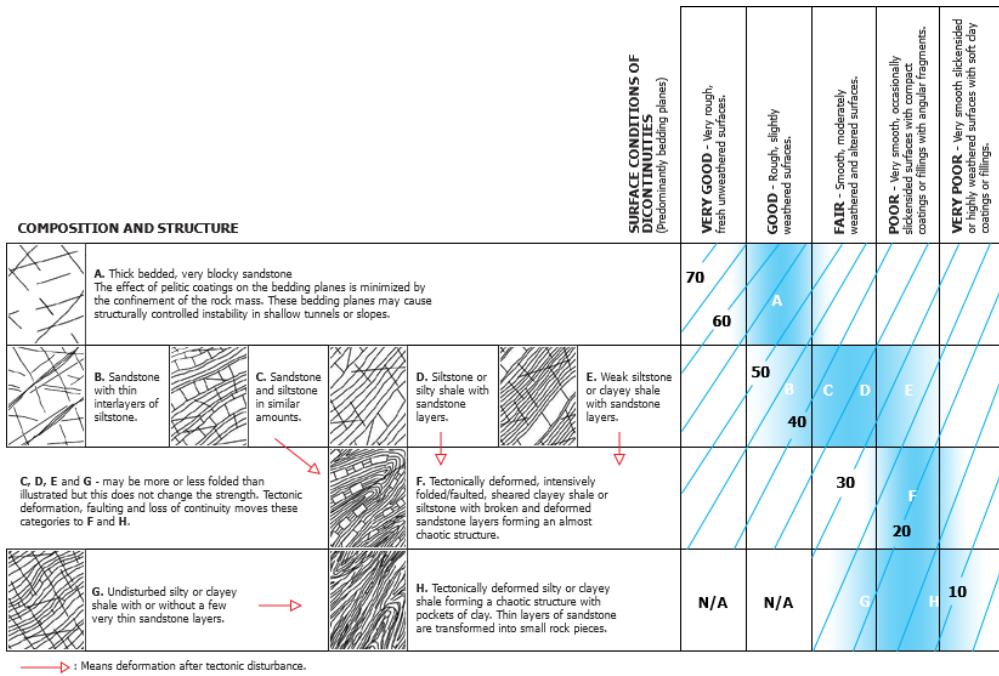 SURFACE CONDITIONS OF
DICONTINUITIES
(Predominantly bedding planes)
VERY GOOD - Very rough,
fresh unweathered surfaces.
GOOD - Rough, slightly
weathered sufraces.
FAIR - Smooth, moderately
weathered and altered surfaces.
POOR - Very smooth, occasionally
slickensided surfaces with compact
coatings or fillings with angular fragments.
VERY POOR - Very smooth slickensided
or highly weathered surfaces with soft clay
coatings or fillings.
COMPOSITION AND STRUCTURE
A. Thick bedded, very blocky sandstone
The effect of pelitic coatings on the bedding planes is minimized by
the confinement of the rock mass. These bedding planes may cause
structurally controlled instability in shallow tunnels or slopes.
70
60
A
B. Sandstone
with thin
interlayers of
siltstone.
C. Sandstone
and siltstone
in similar
amounts.
D. Siltstone or
silty shale with
sandstone
layers.
E. Weak siltstone
or clayey shale
with sandstone
layers.
50
40
B
C
D
E
C, D, E and G - may be more or less folded than
illustrated but this does not change the strength. Tectonic
deformation, faulting and loss of continuity moves these
categories to F and H.
F. Tectonically deformed, intensively
folded/faulted, sheared clayey shale or
siltstone with broken and deformed
sandstone layers forming an almost
chaotic structure.
30
F
20
G. Undisturbed silty or clayey
shale with or without a few
very thin sandstone layers.
H. Tectonically deformed silty or clayey
shale forming a chaotic structure with
pockets of clay. Thin layers of sandstone
are transformed into small rock pieces.
N/A
N/A
G
H
10
: Means deformation after tectonic disturbance.